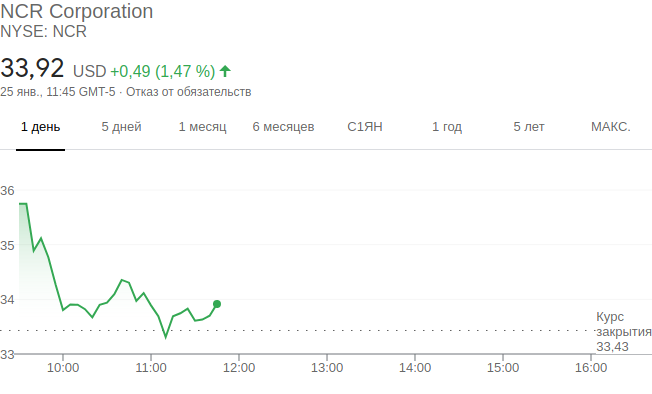 NCR Corporation
NYSE: NCR
33,92 USD +0,49 (1,47 %)
25 янв., 11:45 GMT-5 · Отказ от обязательств
1 день 5 дней 1 месяц 6 месяцев С1ЯН 1 год 5 лет МАКС.
36
35
34
Курс
закрытия
33,43
33
10:00 11:00 12:00 13:00 14:00 15:00 16:00